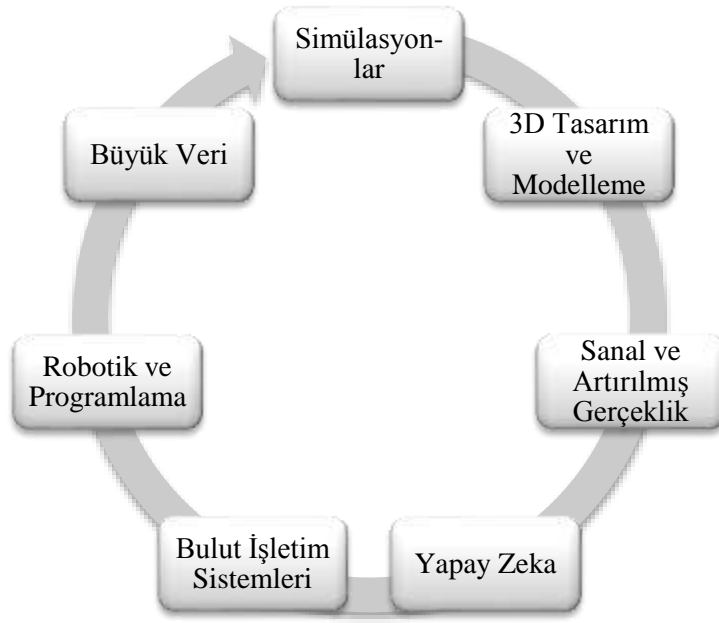 Simülasyon-
lar
3D Tasarım
ve
Modelleme
Sanal ve
Artırılmış
Gerçeklik
Yapay Zeka
Bulut İşletim
Sistemleri
Robotik ve
Programlama
Büyük Veri